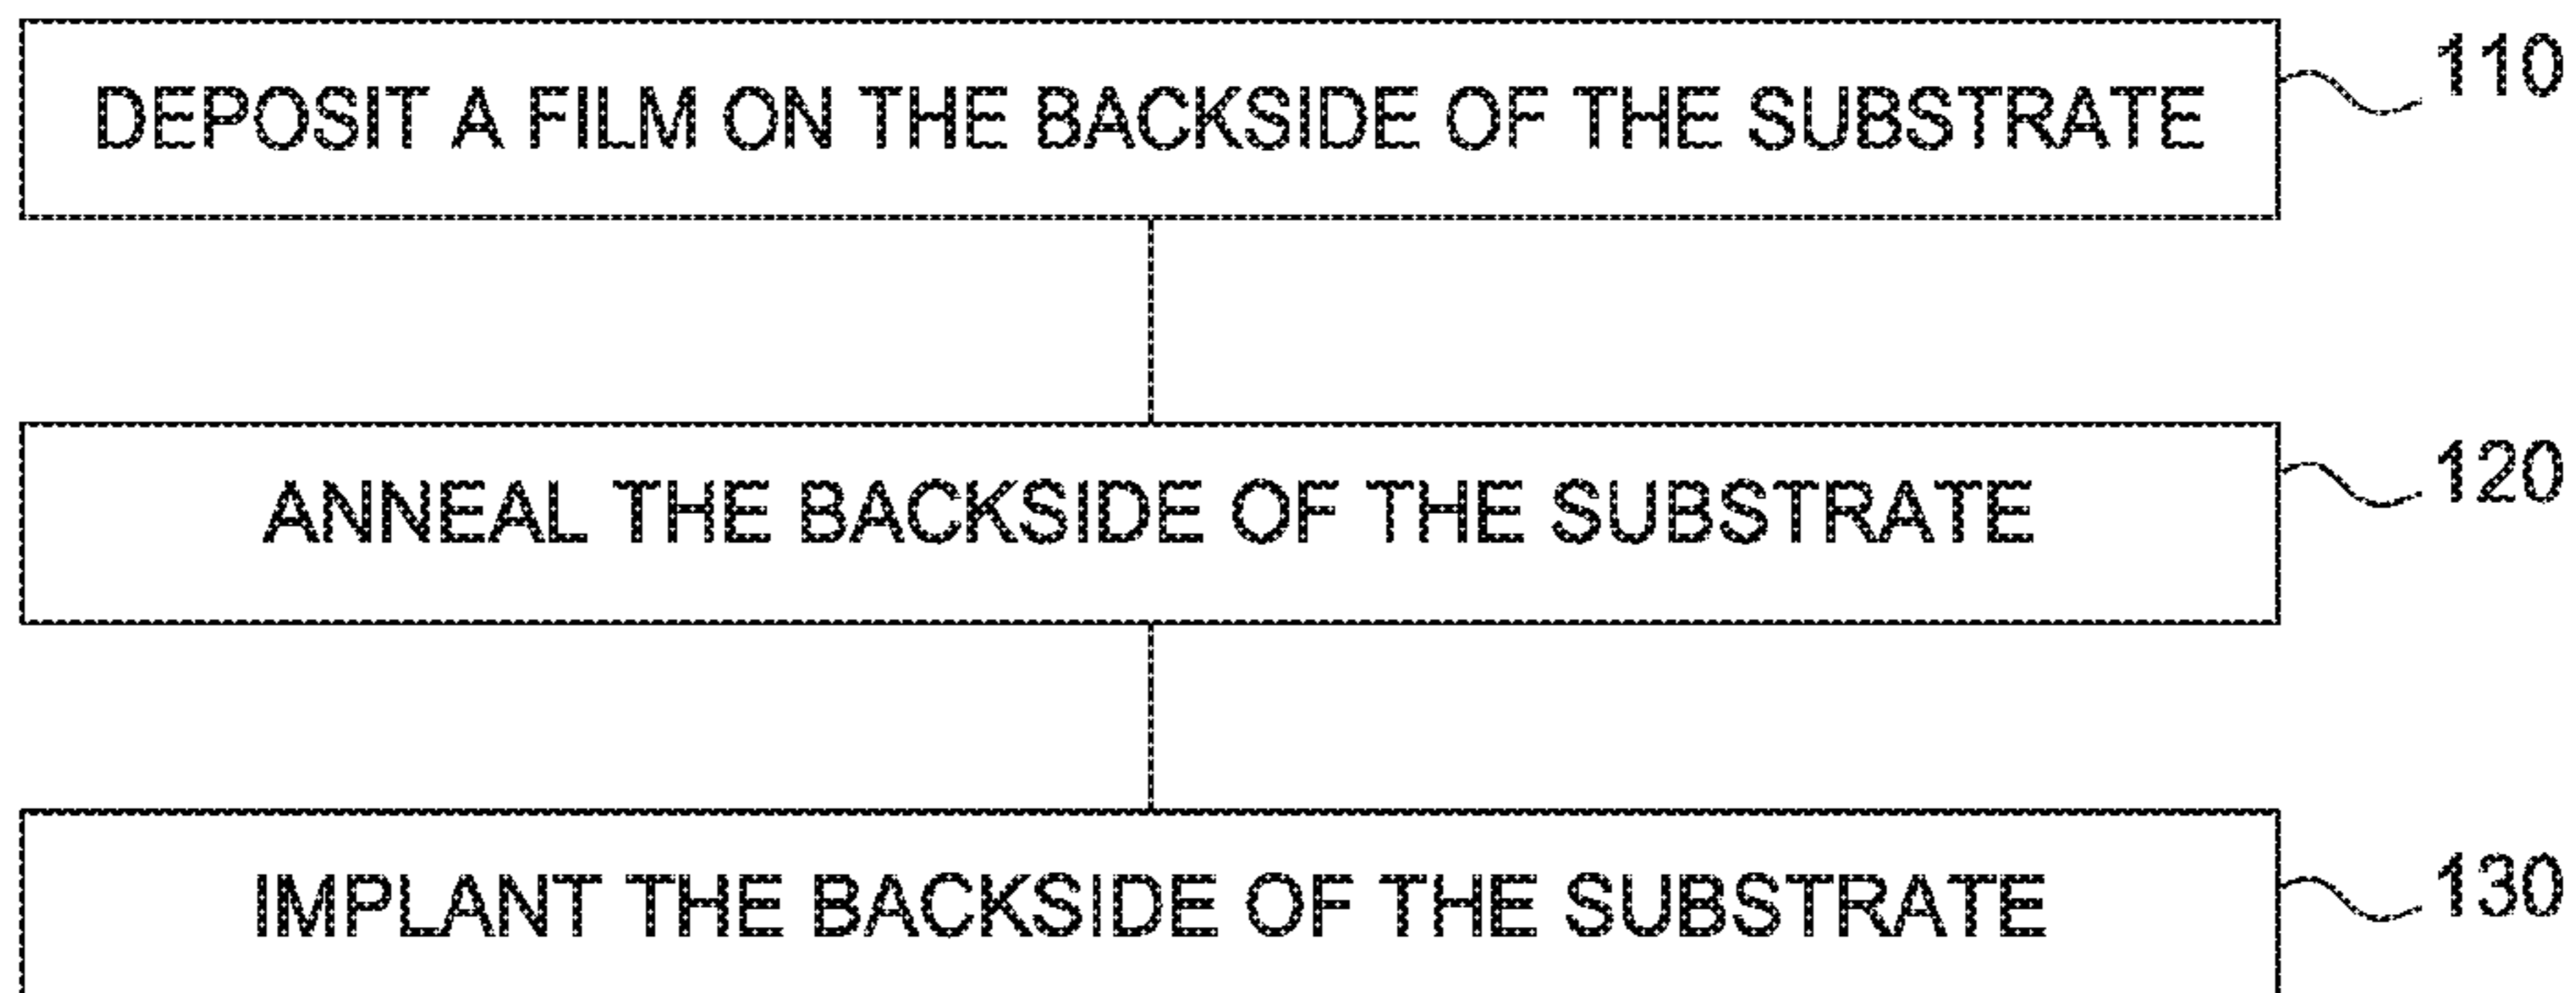 DEPOSIT A FILM ON THE BACKSIDE OF THE SUBSTRATE 110
ANNEAL THE BACKSIDE OF THE SUBSTRATE 120
IMPLANT THE BACKSIDE OF THE SUBSTRATE 130